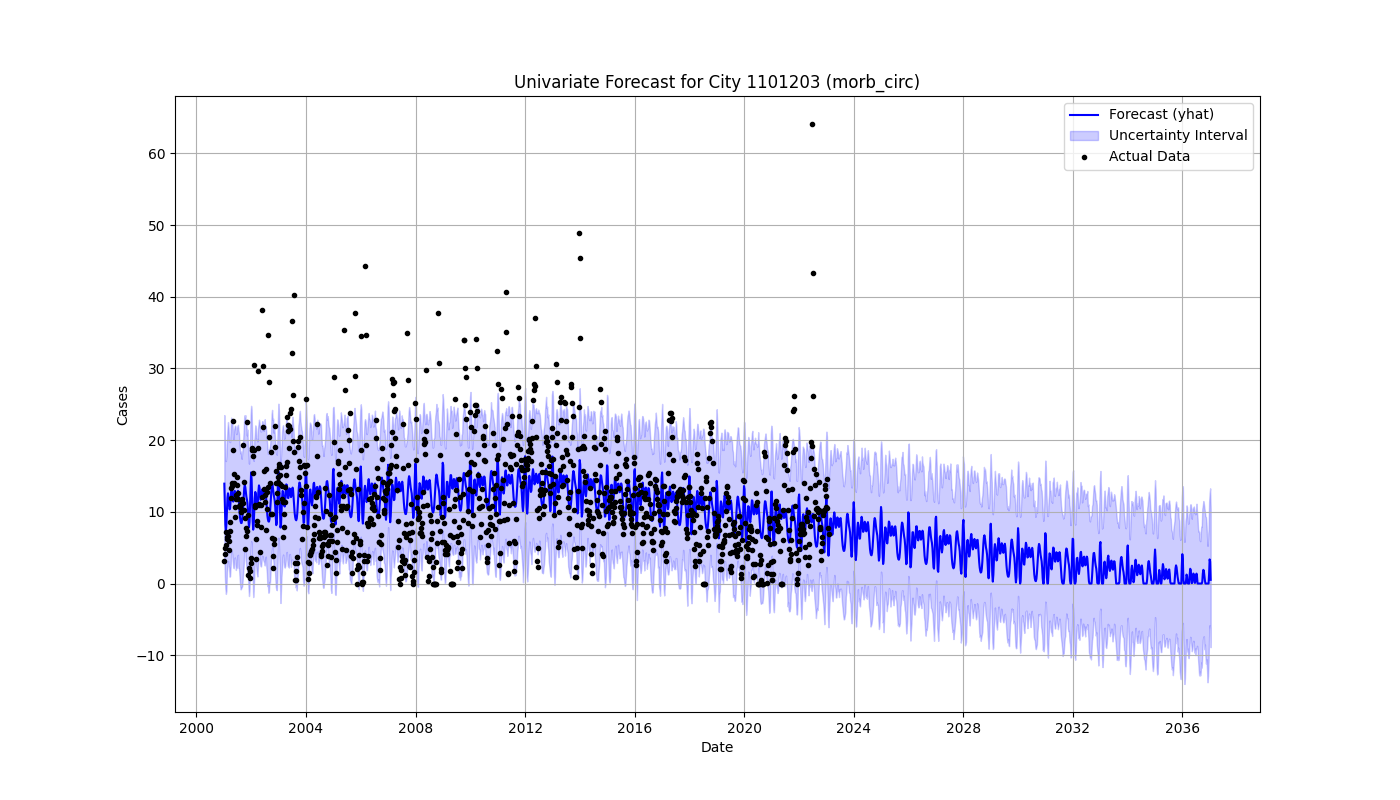 Univariate Forecast for City 1101203 (morb_circ)
Forecast (yhat)
Uncertainty Interval
Actual Data
Cases
60
50
40
30
20
10
0
−10
2000 2004 2008 2012 2016 2020 2024 2028 2032 2036
Date